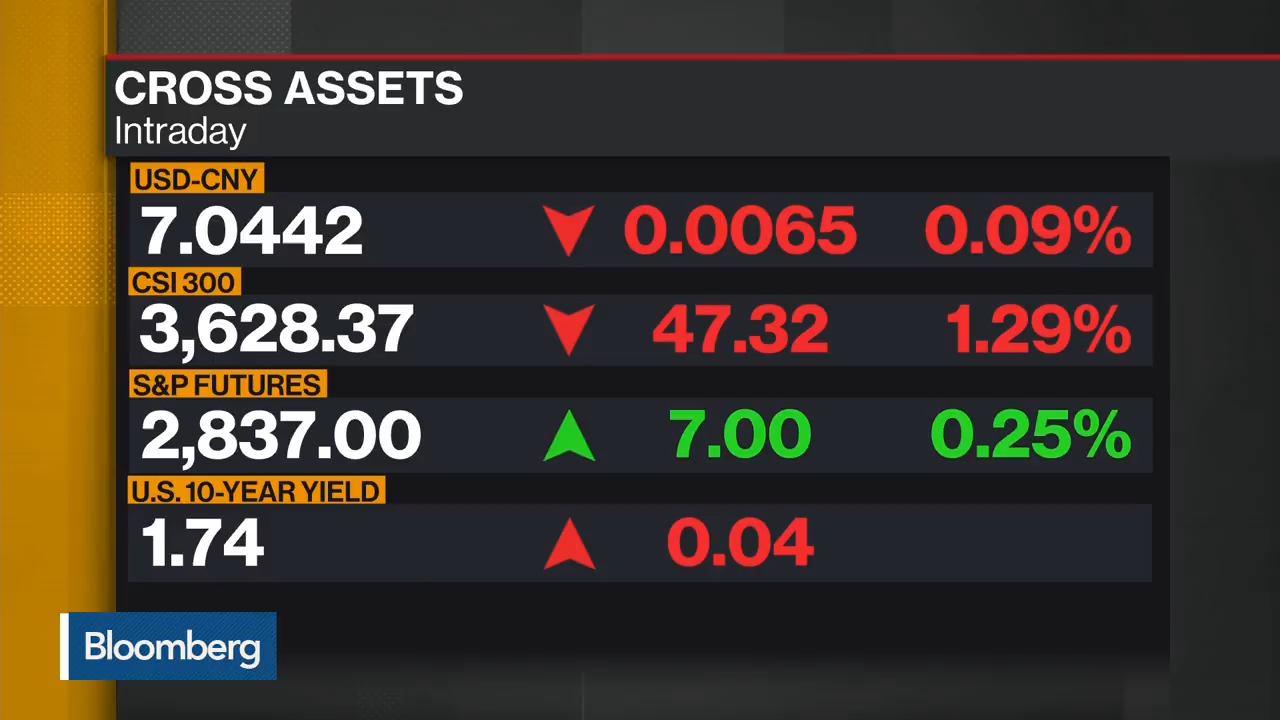 CROSS ASSETS
Intraday
USD-CNY
7.0442 0.0065 0.09%
CSI 300
3,628.37 47.32 1.29%
S&P FUTURES
2,837.00 7.00 0.25%
U.S. 10-YEAR YIELD
1.74 0.04
Bloomberg